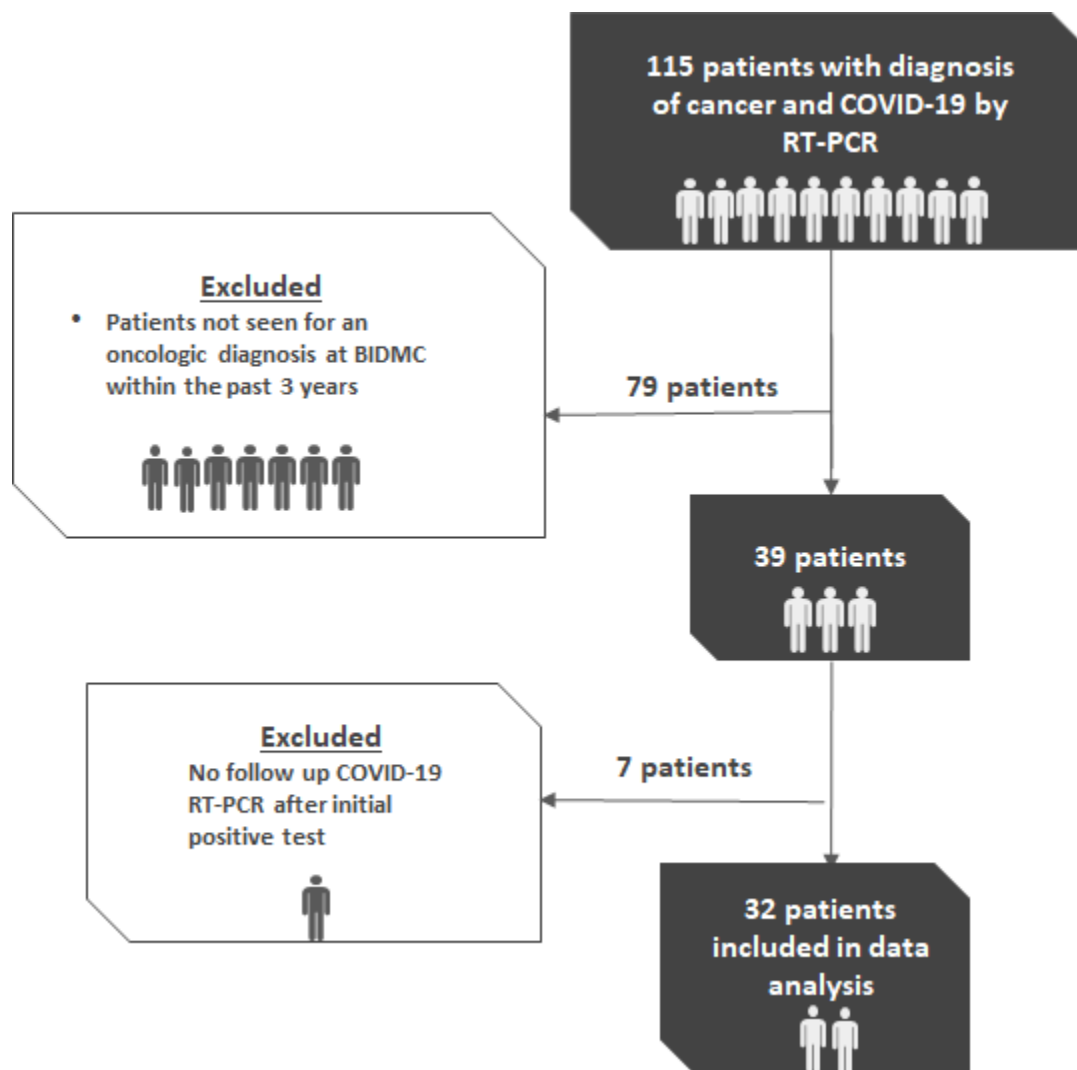 115 patients with diagnosis
of cancer and COVID-19 by
RT-PCR
Excluded
• Patients not seen for an
oncologic diagnosis at BIDMC
within the past 3 years
79 patients
39 patients
Excluded
No follow up COVID-19
RT-PCR after initial
positive test
7 patients
32 patients
included in data
analysis